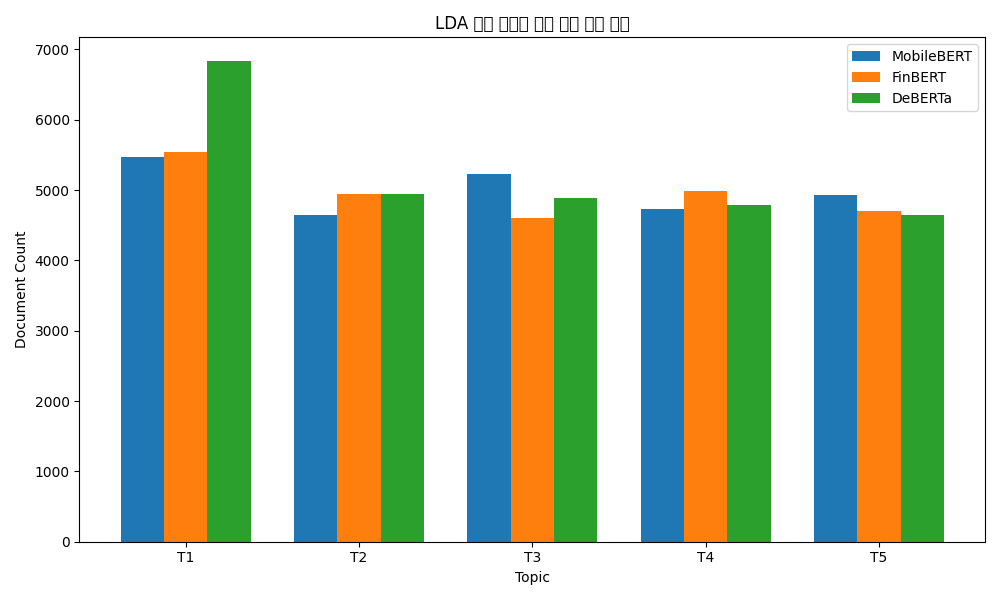 LDA
7000
6000
5000
4000
3000
2000
1000
0
Document Count
MobileBERT
FinBERT
DeBERTa
T1 T2 T3 T4 T5
Topic